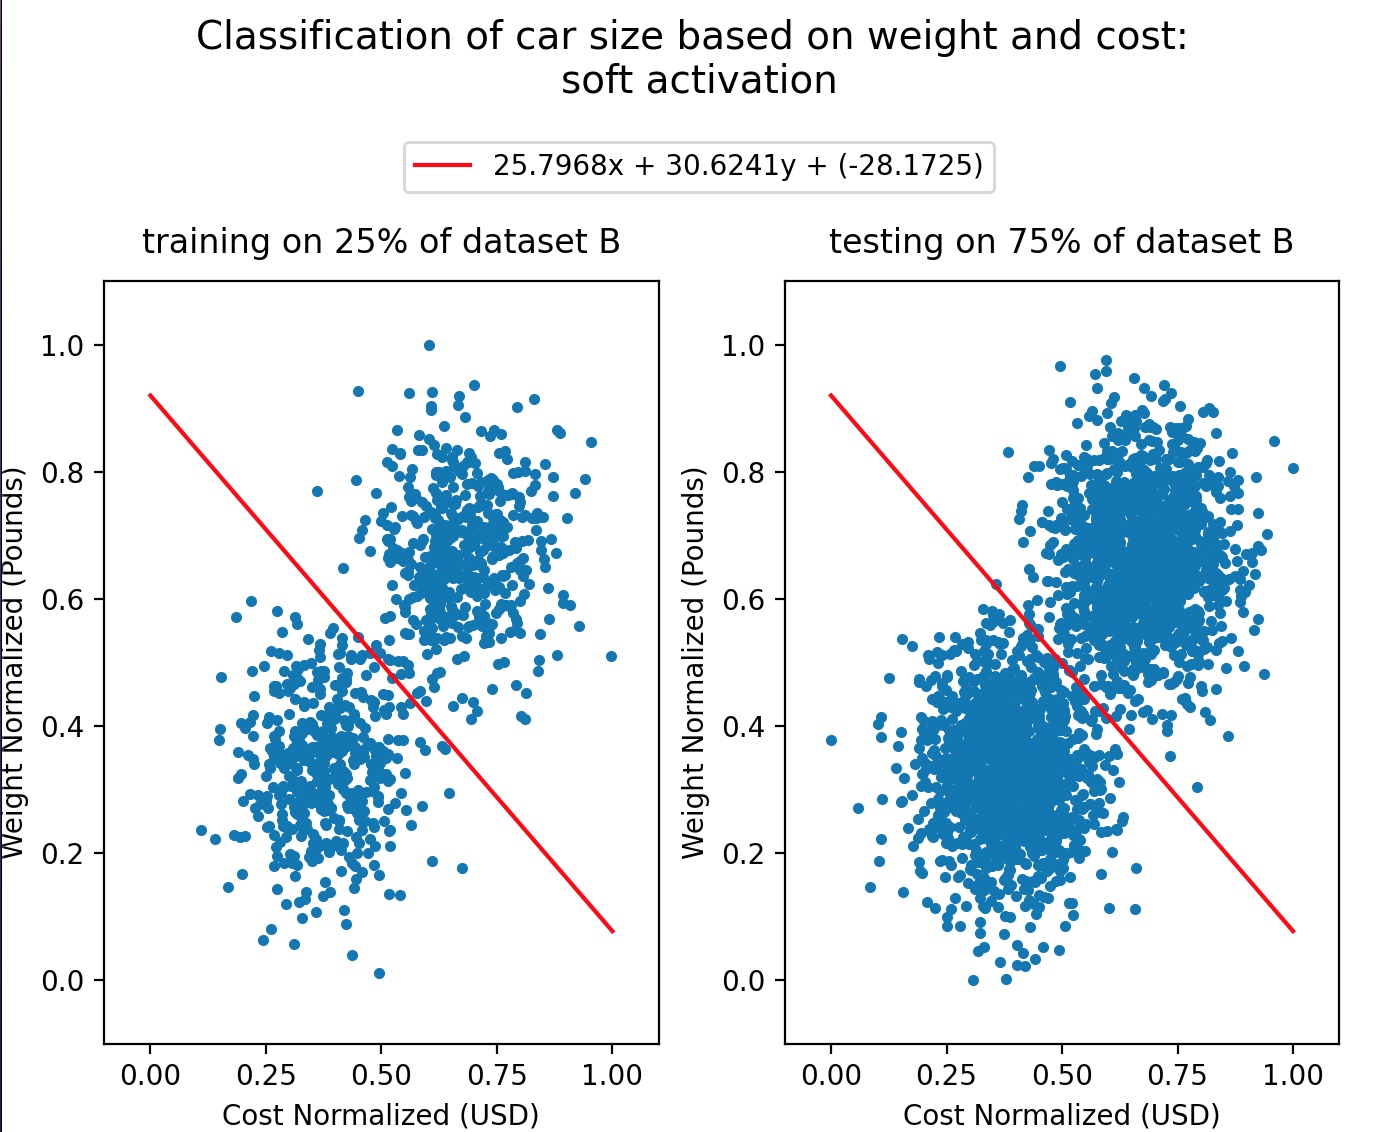 Classification of car size based on weight and cost:
soft activation
25.7968x + 30.6241y + (-28.1725)
training on 25% of dataset B
Weight Normalized (Pounds)
1.0
0.8
0.6
0.4
0.2
0.0
0.00 0.25 0.50 0.75 1.00
Cost Normalized (USD)
testing on 75% of dataset B
Weight Normalized (Pounds)
1.0
0.8
0.6
0.4
0.2
0.0
0.00 0.25 0.50 0.75 1.00
Cost Normalized (USD)